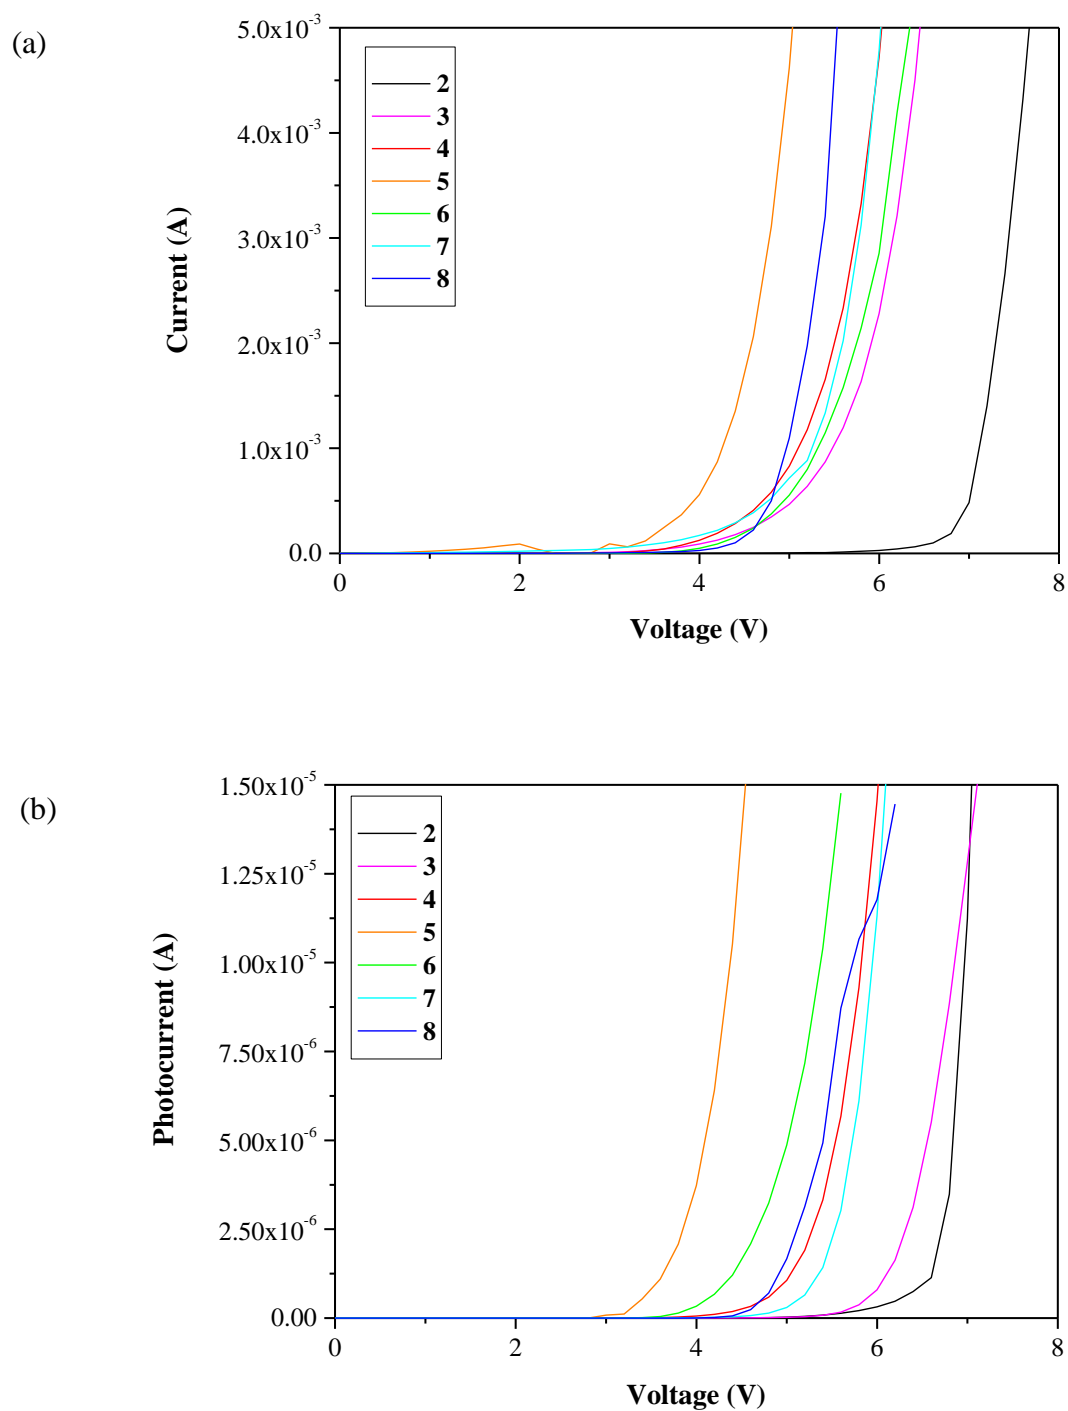 (a)
5.0x10⁻³
4.0x10⁻³
3.0x10⁻³
2.0x10⁻³
1.0x10⁻³
0.0
Current (A)
2
3
4
5
6
7
8
0 2 4 6 8
Voltage (V)
(b)
1.50x10⁻⁵
1.25x10⁻⁵
1.00x10⁻⁵
7.50x10⁻⁶
5.00x10⁻⁶
2.50x10⁻⁶
0.00
Photocurrent (A)
2
3
4
5
6
7
8
0 2 4 6 8
Voltage (V)